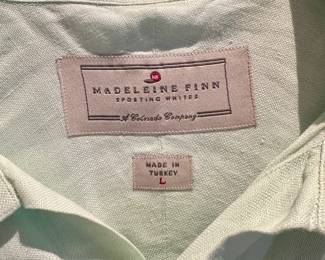 MADELEINE FINN
SPORTING WHITES
A Colorado Company
MADE IN
TURKEY
L